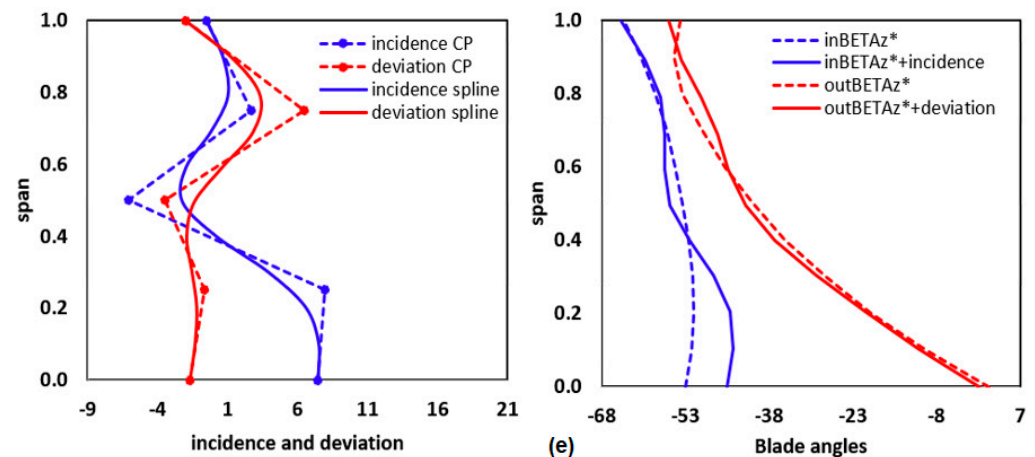 1.0
0.8
0.6
0.4
0.2
0.0
span
-9 -4 1 6 11 16 21
incidence and deviation
incidence CP
deviation CP
incidence spline
deviation spline
(e)
1.0
0.8
0.6
0.4
0.2
0.0
span
-68 -53 -38 -23 -8 7
Blade angles
inBETAz*
inBETAz*+incidence
outBETAz*
outBETAz*+deviation